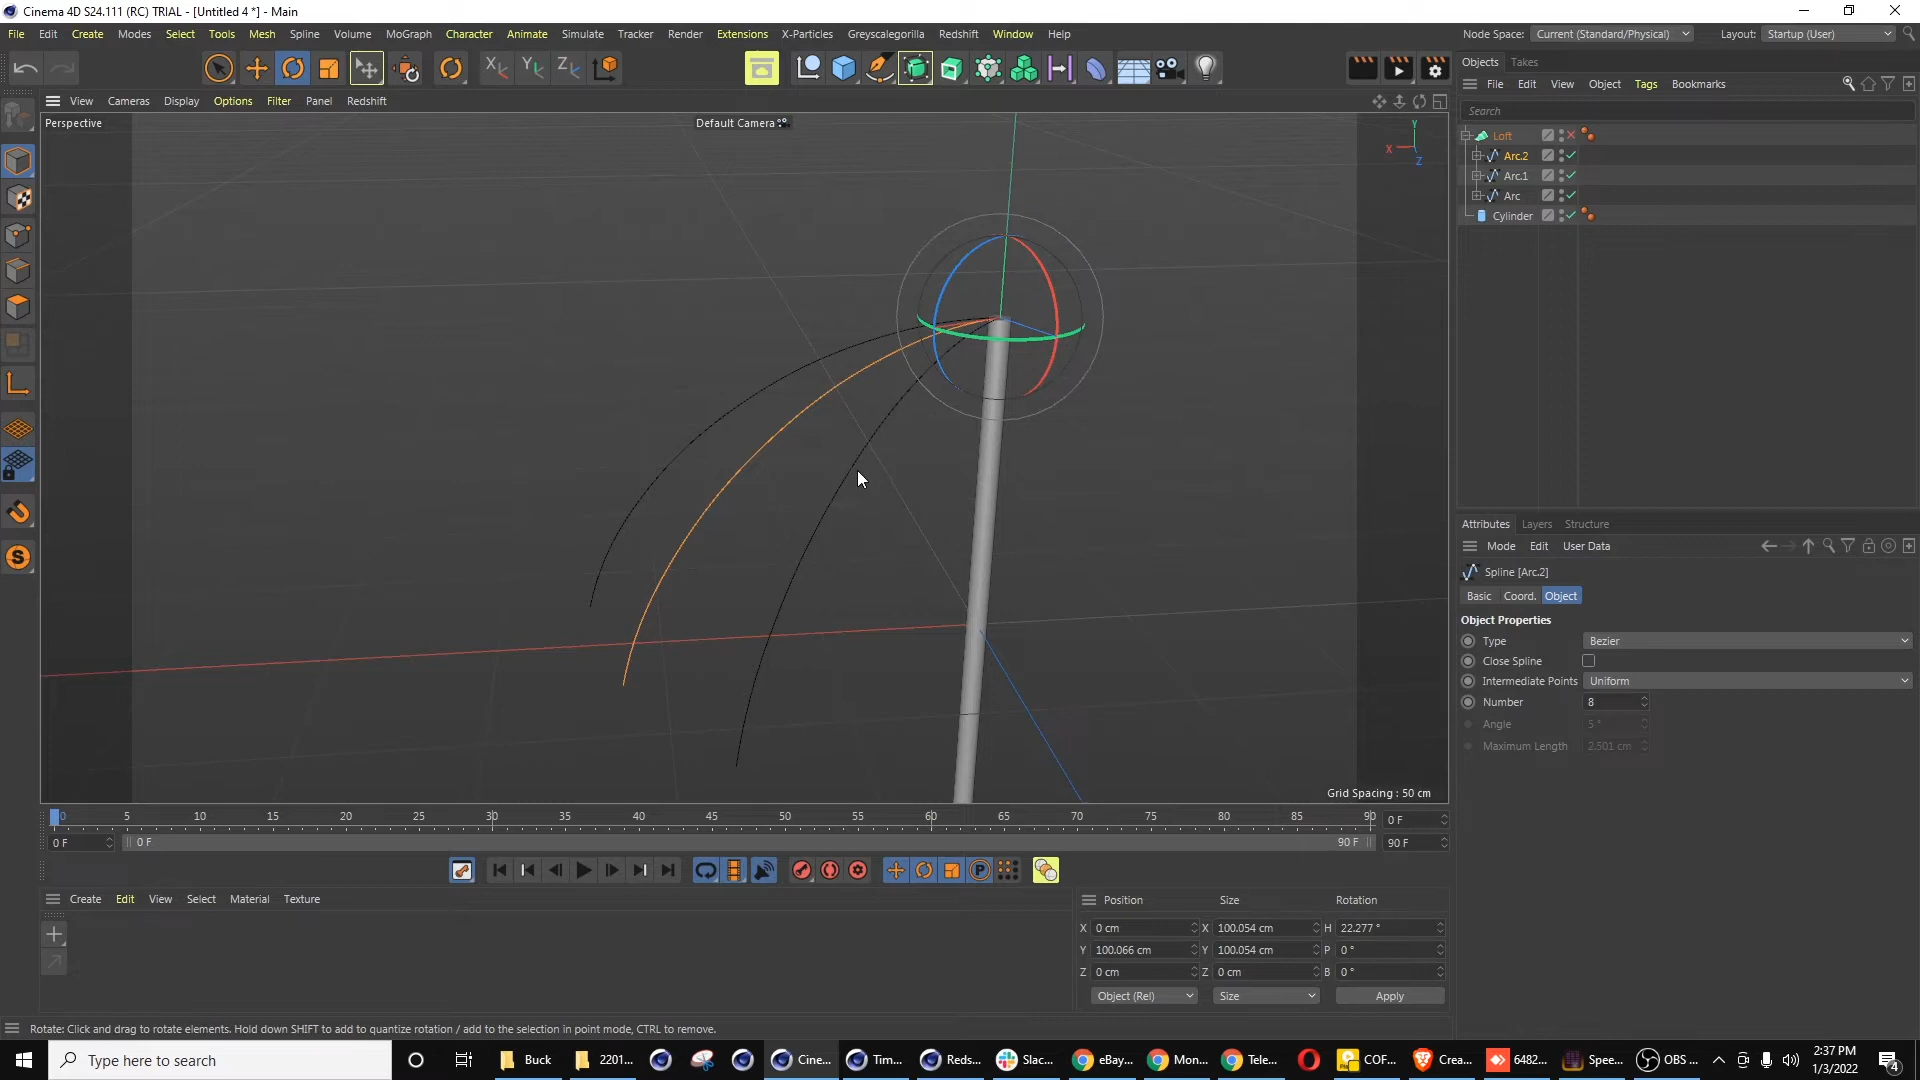 Cinema 4D S24.111 (RC) TRIAL - [Untitled 4 *] - Main
File Edit Create Modes Select Tools Mesh Spline Volume MoGraph Character Animate Simulate Tracker Render Extensions X-Particles Greyscalegorilla Redshift Window Help
Node Space: Current (Standard/Physical) Layout: Startup (User)
Objects Takes
File Edit View Object Tags Bookmarks
Search
View Cameras Display Options Filter Panel Redshift
Perspective
Default Camera
Y
X
Z
Loft
Arc.2
Arc.1
Arc
Cylinder
Attributes Layers Structure
Mode Edit User Data
Spline [Arc.2]
Basic Coord. Object
Object Properties
Type Bezier
Close Spline
Intermediate Points Uniform
Number 8
Angle 5 °
Maximum Length 2.501 cm
Grid Spacing : 50 cm
0 5 10 15 20 25 30 35 40 45 50 55 60 65 70 75 80 85 90 0 F
0 F 0 F 90 F 90 F
Create Edit View Select Material Texture
Position Size Rotation
X 0 cm X 100.054 cm H 22.277 °
Y 100.066 cm Y 100.054 cm P 0 °
Z 0 cm Z 0 cm B 0 °
Object (Rel) Size Apply
Rotate: Click and drag to rotate elements. Hold down SHIFT to add to quantize rotation / add to the selection in point mode, CTRL to remove.
Type here to search
Buck 2201... Cine... Tim... Reds... Slac... eBay... Mon... Tele... COF... Crea... 6482... Spee... OBS ...
2:37 PM
1/3/2022
4